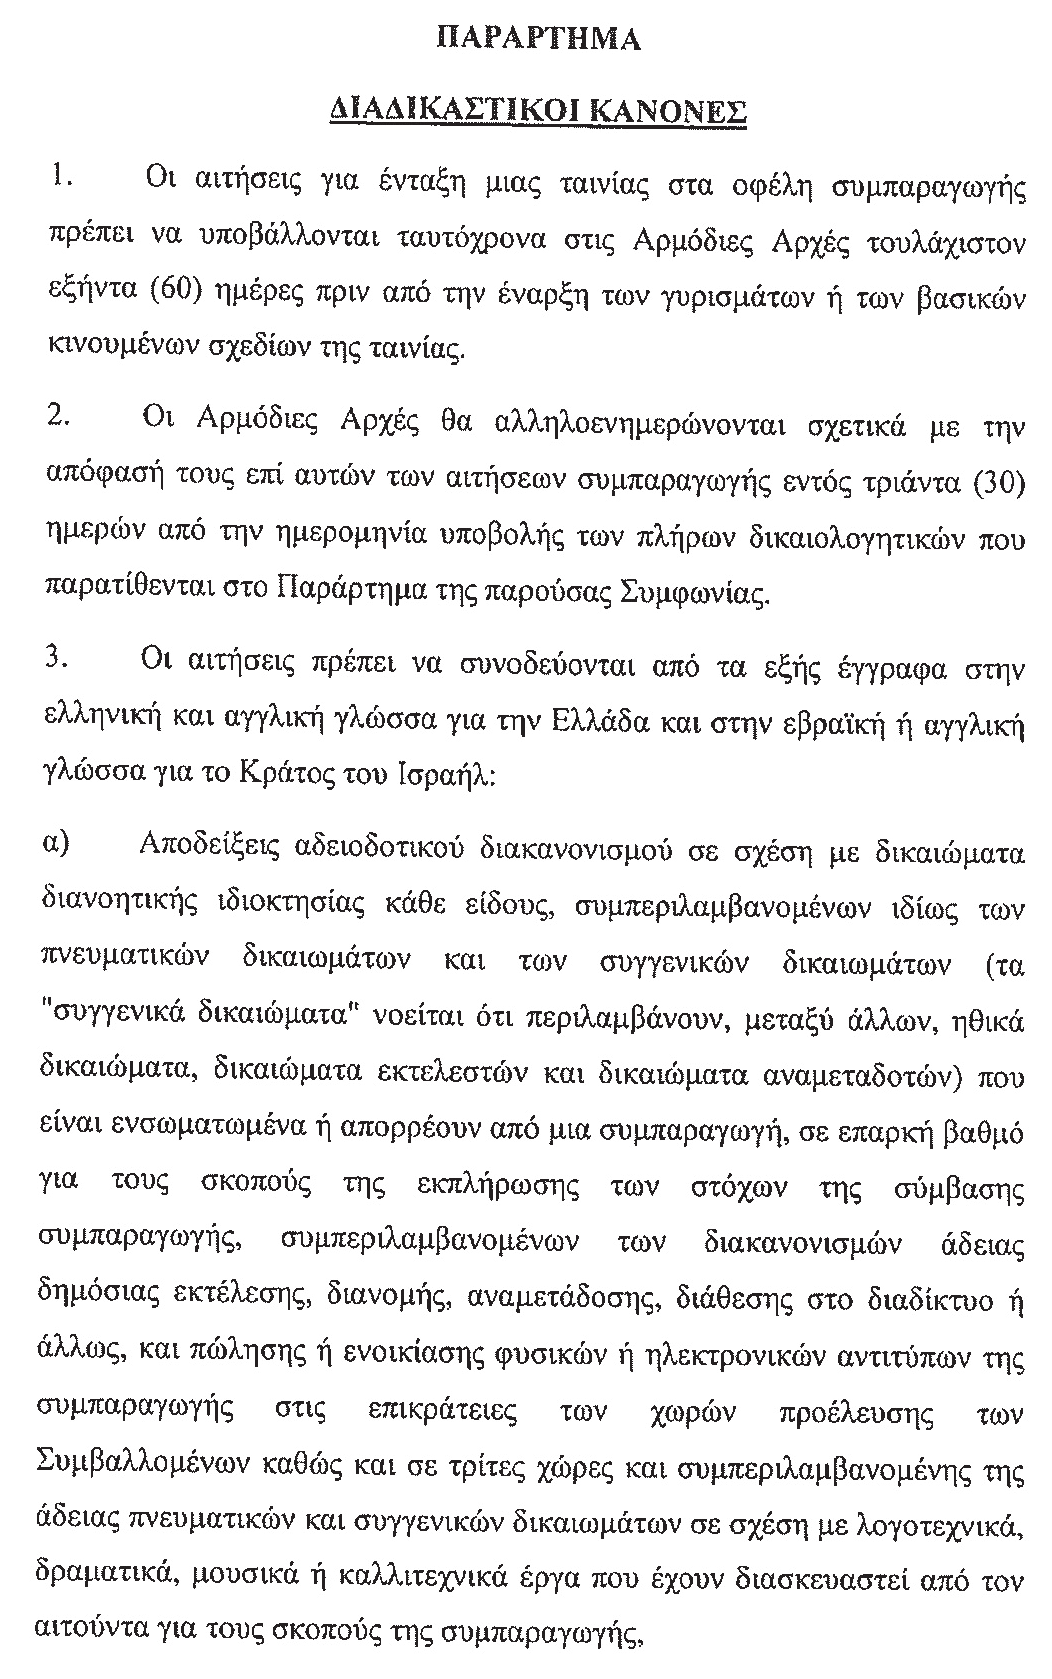 ΠΑΡΑΡΤΗΜΑ
ΔΙΑΔΙΚΑΣΤΙΚΟΙ ΚΑΝΟΝΕΣ
1. Οι αιτήσεις για ένταξη μιας ταινίας στα οφέλη συμπαραγωγής
πρέπει να υποβάλλονται ταυτόχρονα στις Αρμόδιες Αρχές τουλάχιστον
εξήντα (60) ημέρες πριν από την έναρξη των γυρισμάτων ή των βασικών
κινουμένων σχεδίων της ταινίας.
2. Οι Αρμόδιες Αρχές θα αλληλοενημερώνονται σχετικά με την
απόφασή τους επί αυτών των αιτήσεων συμπαραγωγής εντός τριάντα (30)
ημερών από την ημερομηνία υποβολής των πλήρων δικαιολογητικών που
παρατίθενται στο Παράρτημα της παρούσας Συμφωνίας.
3. Οι αιτήσεις πρέπει να συνοδεύονται από τα εξής έγγραφα στην
ελληνική και αγγλική γλώσσα για την Ελλάδα και στην εβραϊκή ή αγγλική
γλώσσα για το Κράτος του Ισραήλ:
α) Αποδείξεις αδειοδοτικού διακανονισμού σε σχέση με δικαιώματα
διανοητικής ιδιοκτησίας κάθε είδους, συμπεριλαμβανομένων ιδίως των
πνευματικών δικαιωμάτων και των συγγενικών δικαιωμάτων (τα
"συγγενικά δικαιώματα" νοείται ότι περιλαμβάνουν, μεταξύ άλλων, ηθικά
δικαιώματα, δικαιώματα εκτελεστών και δικαιώματα αναμεταδοτών) που
είναι ενσωματωμένα ή απορρέουν από μια συμπαραγωγή, σε επαρκή βαθμό
για τους σκοπούς της εκπλήρωσης των στόχων της σύμβασης
συμπαραγωγής, συμπεριλαμβανομένων των διακανονισμών άδειας
δημόσιας εκτέλεσης, διανομής, αναμετάδοσης, διάθεσης στο διαδίκτυο ή
άλλως, και πώλησης ή ενοικίασης φυσικών ή ηλεκτρονικών αντιτύπων της
συμπαραγωγής στις επικράτειες των χωρών προέλευσης των
Συμβαλλομένων καθώς και σε τρίτες χώρες και συμπεριλαμβανομένης της
άδειας πνευματικών και συγγενικών δικαιωμάτων σε σχέση με λογοτεχνικά,
δραματικά, μουσικά ή καλλιτεχνικά έργα που έχουν διασκευαστεί από τον
αιτούντα για τους σκοπούς της συμπαραγωγής,